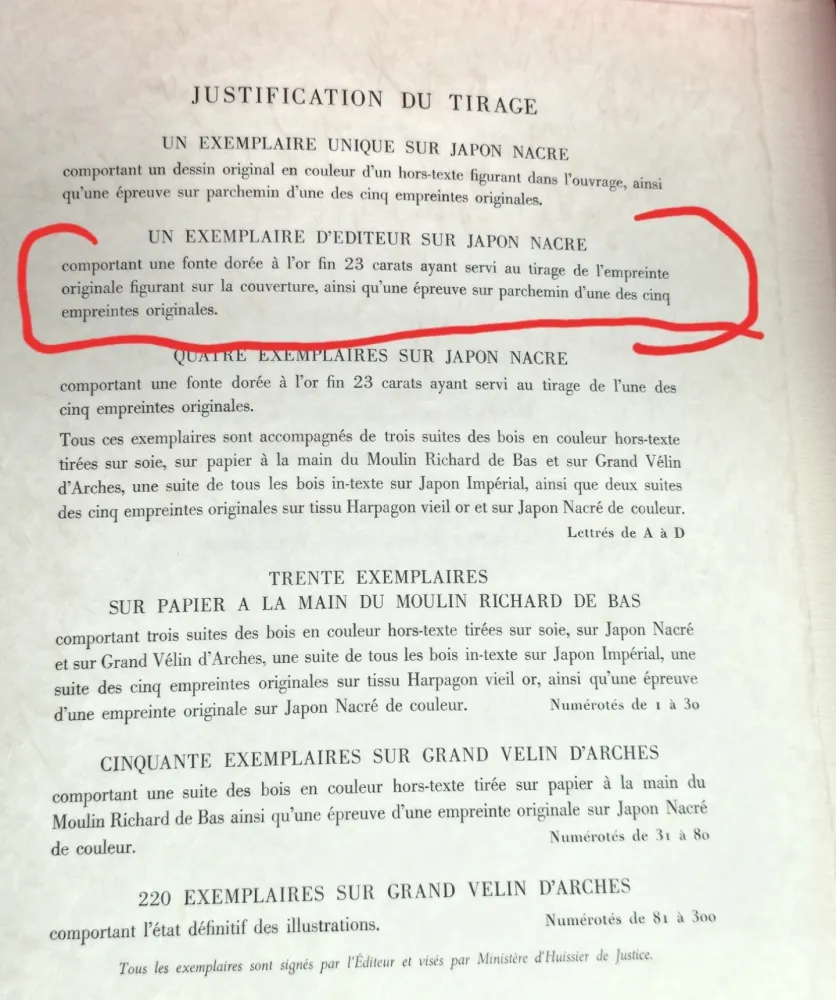 JUSTIFICATION DU TIRAGE
UN EXEMPLAIRE UNIQUE SUR JAPON NACRE
comportant un dessin original en couleur d'un hors-texte figurant dans l'ouvrage, ainsi
qu'une épreuve sur parchemin d'une des cinq empreintes originales.
UN EXEMPLAIRE D'EDITEUR SUR JAPON NACRE
comportant une fonte dorée à l'or fin 23 carats ayant servi au tirage de l'empreinte
originale figurant sur la couverture, ainsi qu'une épreuve sur parchemin d'une des cinq
empreintes originales.
QUATRE EXEMPLAIRES SUR JAPON NACRE
comportant une fonte dorée à l'or fin 23 carats ayant servi au tirage de l'une des
cinq empreintes originales.
Tous ces exemplaires sont accompagnés de trois suites des bois en couleur hors-texte
tirées sur soie, sur papier à la main du Moulin Richard de Bas et sur Grand Vélin
d'Arches, une suite de tous les bois in-texte sur Japon Impérial, ainsi que deux suites
des cinq empreintes originales sur tissu Harpagon vieil or et sur Japon Nacré de couleur.
Lettrés de A à D
TRENTE EXEMPLAIRES
SUR PAPIER A LA MAIN DU MOULIN RICHARD DE BAS
comportant trois suites des bois en couleur hors-texte tirées sur soie, sur Japon Nacré
et sur Grand Vélin d'Arches, une suite de tous les bois in-texte sur Japon Impérial, une
suite des cinq empreintes originales sur tissu Harpagon vieil or, ainsi qu'une épreuve
d'une empreinte originale sur Japon Nacré de couleur. Numérotés de 1 à 30
CINQUANTE EXEMPLAIRES SUR GRAND VELIN D'ARCHES
comportant une suite des bois en couleur hors-texte tirée sur papier à la main du
Moulin Richard de Bas ainsi qu'une épreuve d'une empreinte originale sur Japon Nacré
de couleur. Numérotés de 31 à 80
220 EXEMPLAIRES SUR GRAND VELIN D'ARCHES
comportant l'état définitif des illustrations. Numérotés de 81 à 300
Tous les exemplaires sont signés par l'Éditeur et visés par Ministère d'Huissier de Justice.